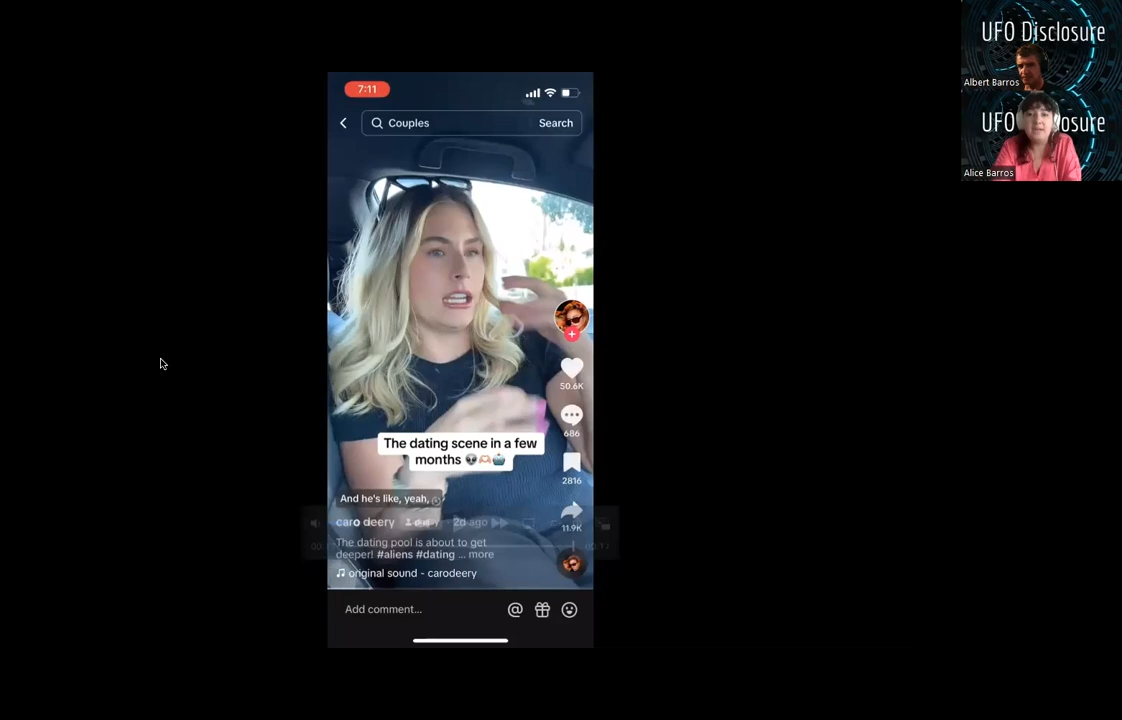 UFO Disclosure
Albert Barros
UFO
osure
Alice Barros
7:11
Couples
Search
50.6K
686
2816
11.9K
The dating scene in a few
months 👽🫶🏻🤖
And he's like, yeah,
caro deery
2d ago
The dating pool is about to get
deeper! #aliens #dating ... more
original sound - carodeery
Add comment...